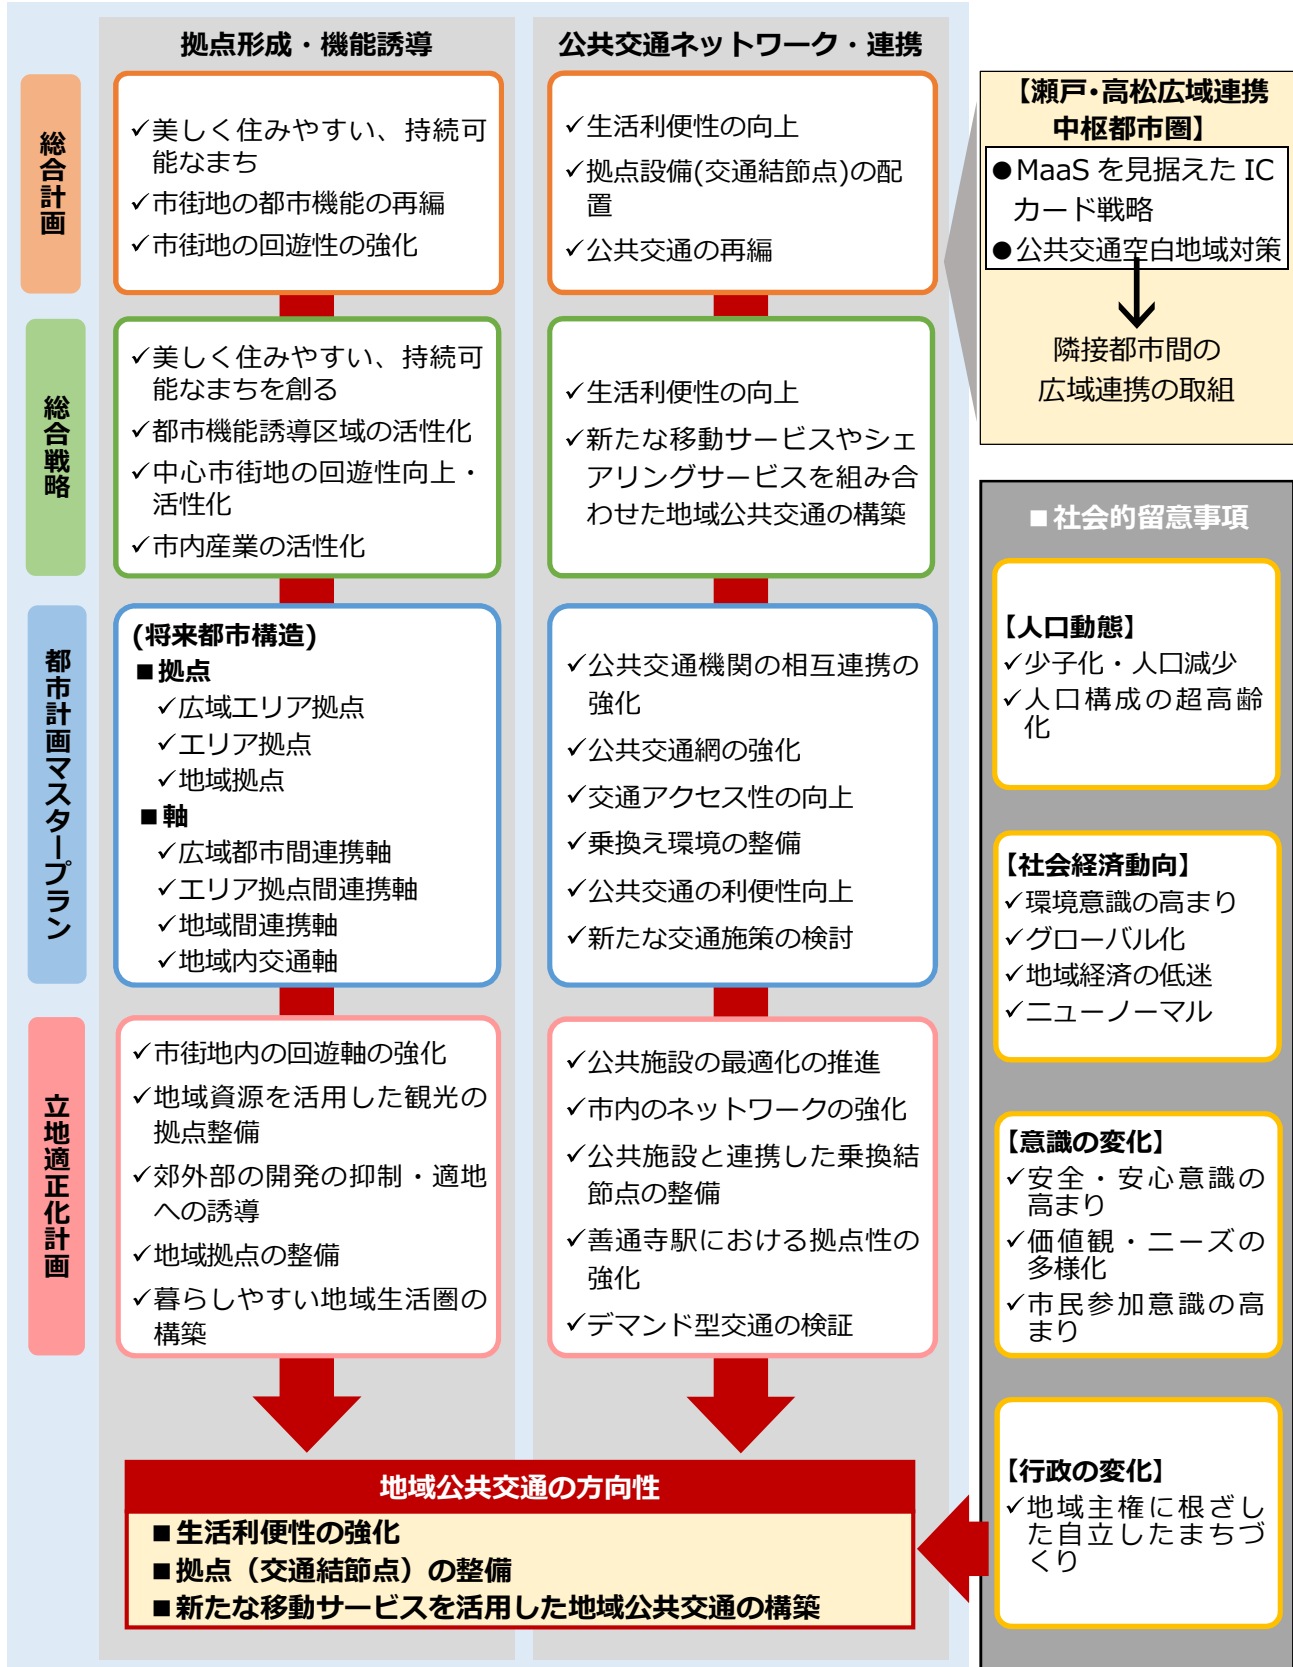 拠点形成・機能誘導
公共交通ネットワーク・連携
総合計画
✓美しく住みやすい、持続可
能なまち
✓市街地の都市機能の再編
✓市街地の回遊性の強化
✓生活利便性の向上
✓拠点設備(交通結節点)の配
置
✓公共交通の再編
【瀬戸・高松広域連携
中枢都市圏】
●MaaS を見据えた IC
カード戦略
●公共交通空白地域対策
隣接都市間の
広域連携の取組
総合戦略
✓美しく住みやすい、持続可
能なまちを創る
✓都市機能誘導区域の活性化
✓中心市街地の回遊性向上・
活性化
✓市内産業の活性化
✓生活利便性の向上
✓新たな移動サービスやシェ
アリングサービスを組み合
わせた地域公共交通の構築
都市計画マスタープラン
(将来都市構造)
■拠点
✓広域エリア拠点
✓エリア拠点
✓地域拠点
■軸
✓広域都市間連携軸
✓エリア拠点間連携軸
✓地域間連携軸
✓地域内交通軸
✓公共交通機関の相互連携の
強化
✓公共交通網の強化
✓交通アクセス性の向上
✓乗換え環境の整備
✓公共交通の利便性向上
✓新たな交通施策の検討
立地適正化計画
✓市街地内の回遊軸の強化
✓地域資源を活用した観光の
拠点整備
✓郊外部の開発の抑制・適地
への誘導
✓地域拠点の整備
✓暮らしやすい地域生活圏の
構築
✓公共施設の最適化の推進
✓市内のネットワークの強化
✓公共施設と連携した乗換結
節点の整備
✓善通寺駅における拠点性の
強化
✓デマンド型交通の検証
■社会的留意事項
【人口動態】
✓少子化・人口減少
✓人口構成の超高齢
化
【社会経済動向】
✓環境意識の高まり
✓グローバル化
✓地域経済の低迷
✓ニューノーマル
【意識の変化】
✓安全・安心意識の
高まり
✓価値観・ニーズの
多様化
✓市民参加意識の高
まり
【行政の変化】
✓地域主権に根ざし
た自立したまちづ
くり
地域公共交通の方向性
■生活利便性の強化
■拠点（交通結節点）の整備
■新たな移動サービスを活用した地域公共交通の構築